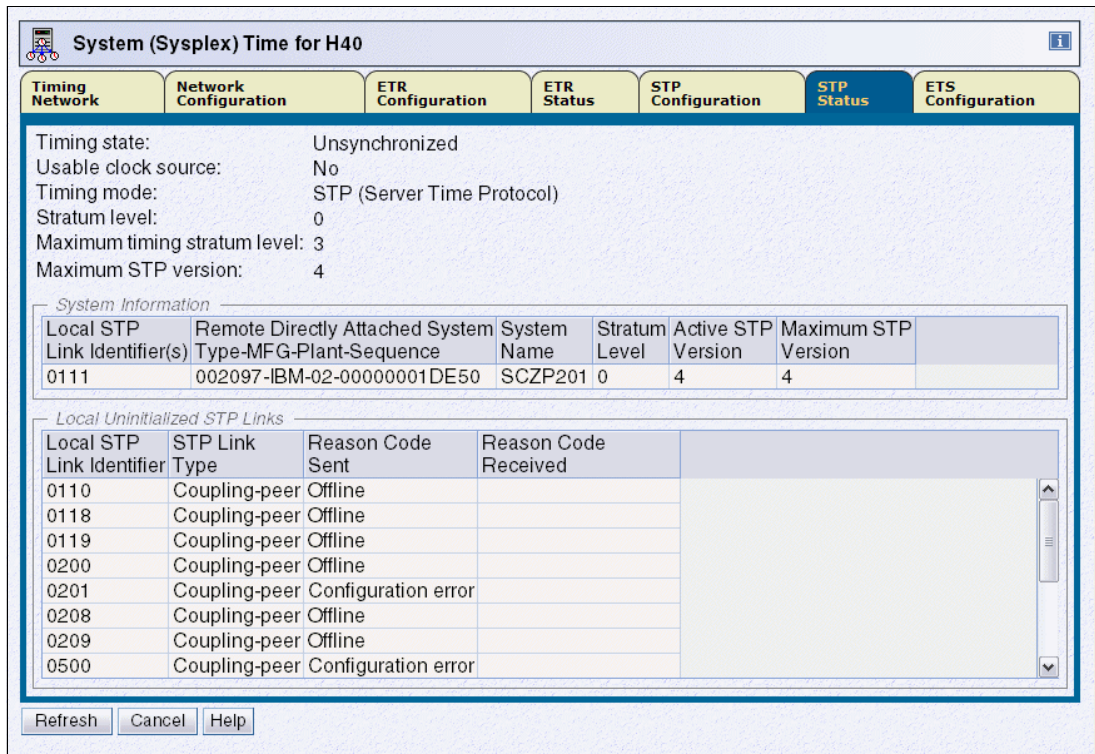 System (Sysplex) Time for H40
i
Timing Network
Network Configuration
ETR Configuration
ETR Status
STP Configuration
STP Status
ETS Configuration
Timing state: Unsynchronized
Usable clock source: No
Timing mode: STP (Server Time Protocol)
Stratum level: 0
Maximum timing stratum level: 3
Maximum STP version: 4
System Information
Local STP Remote Directly Attached System System Stratum Active STP Maximum STP
Link Identifier(s) Type-MFG-Plant-Sequence Name Level Version Version
0111 002097-IBM-02-00000001DE50 SCZP201 0 4 4
Local Uninitialized STP Links
Local STP STP Link Reason Code Reason Code
Link Identifier Type Sent Received
0110 Coupling-peer Offline
0118 Coupling-peer Offline
0119 Coupling-peer Offline
0200 Coupling-peer Offline
0201 Coupling-peer Configuration error
0208 Coupling-peer Offline
0209 Coupling-peer Offline
0500 Coupling-peer Configuration error
Refresh Cancel Help